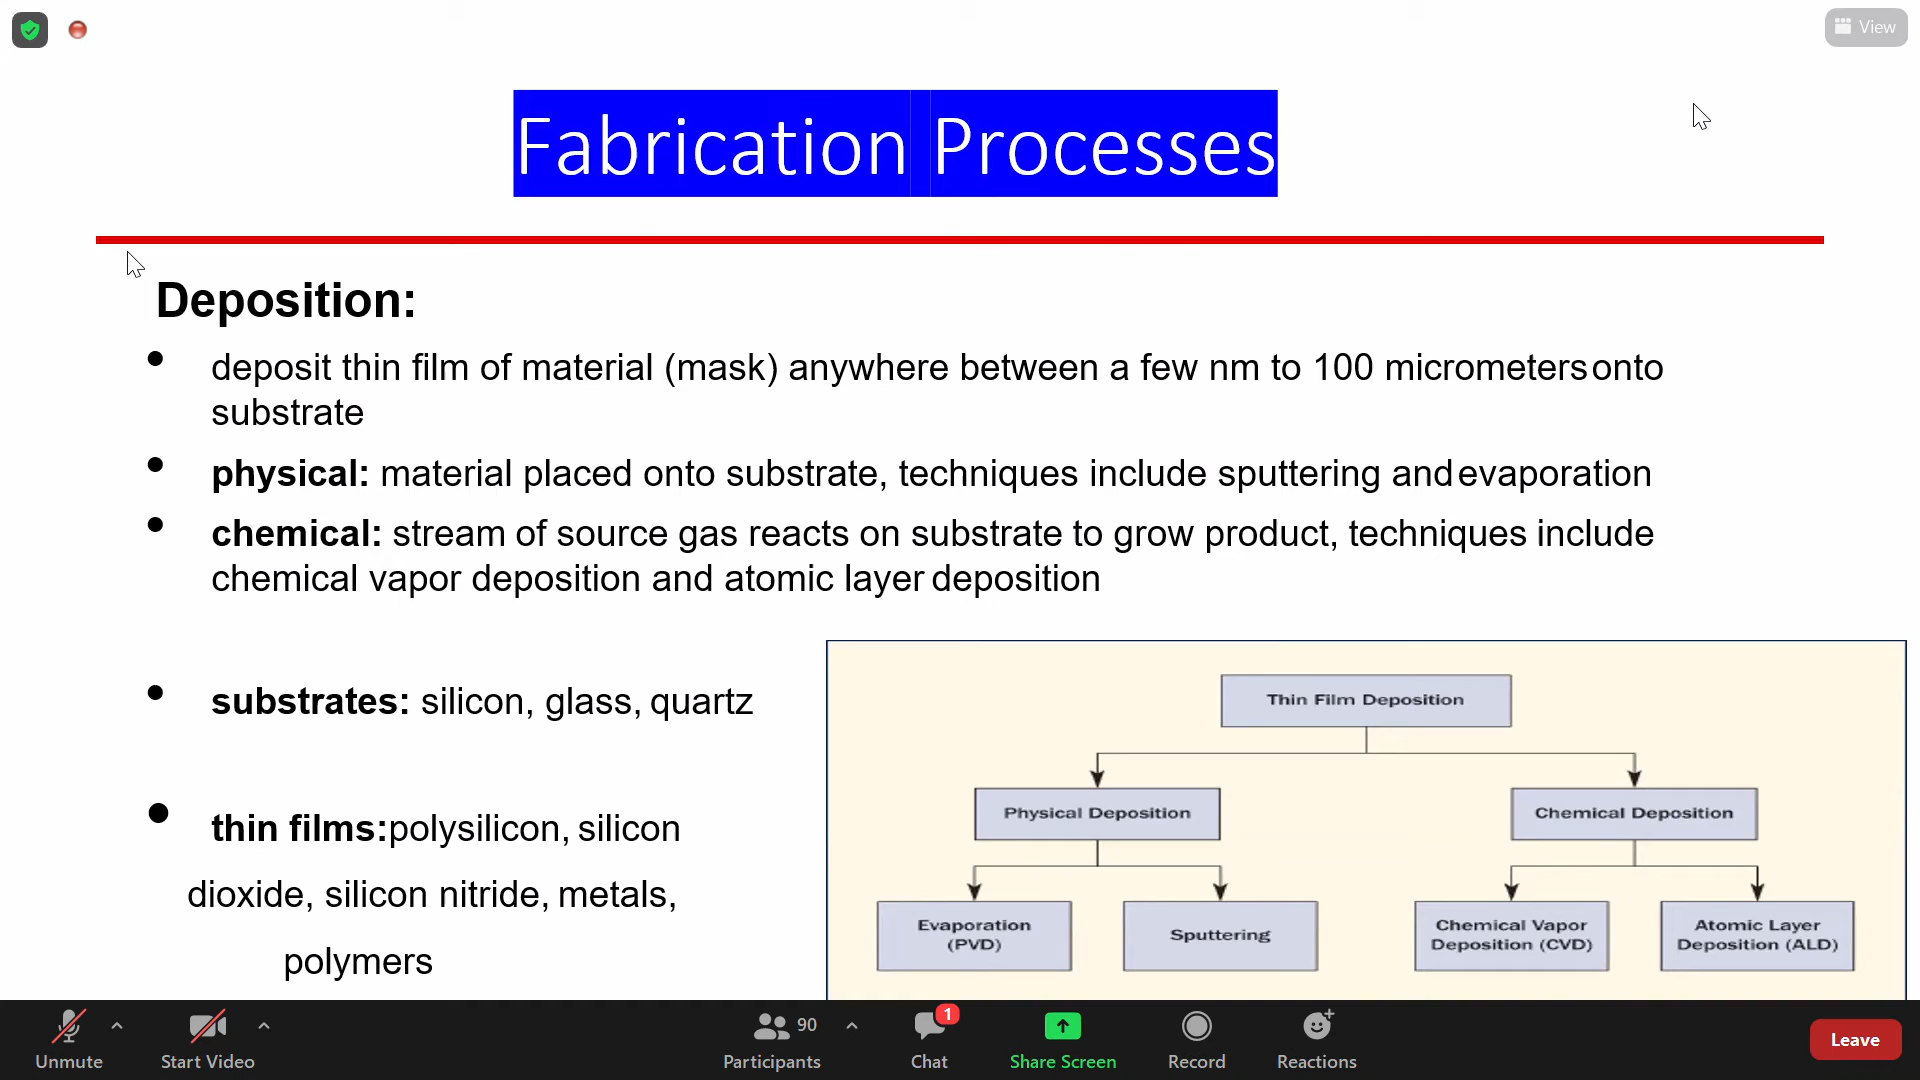 View
Fabrication Processes
Deposition:
• deposit thin film of material (mask) anywhere between a few nm to 100 micrometers onto
substrate
• physical: material placed onto substrate, techniques include sputtering and evaporation
• chemical: stream of source gas reacts on substrate to grow product, techniques include
chemical vapor deposition and atomic layer deposition
• substrates: silicon, glass, quartz
• thin films:polysilicon, silicon
dioxide, silicon nitride, metals,
polymers
Thin Film Deposition
Physical Deposition
Chemical Deposition
Evaporation
(PVD)
Sputtering
Chemical Vapor
Deposition (CVD)
Atomic Layer
Deposition (ALD)
Unmute
Start Video
90
Participants
1
Chat
Share Screen
Record
Reactions
Leave